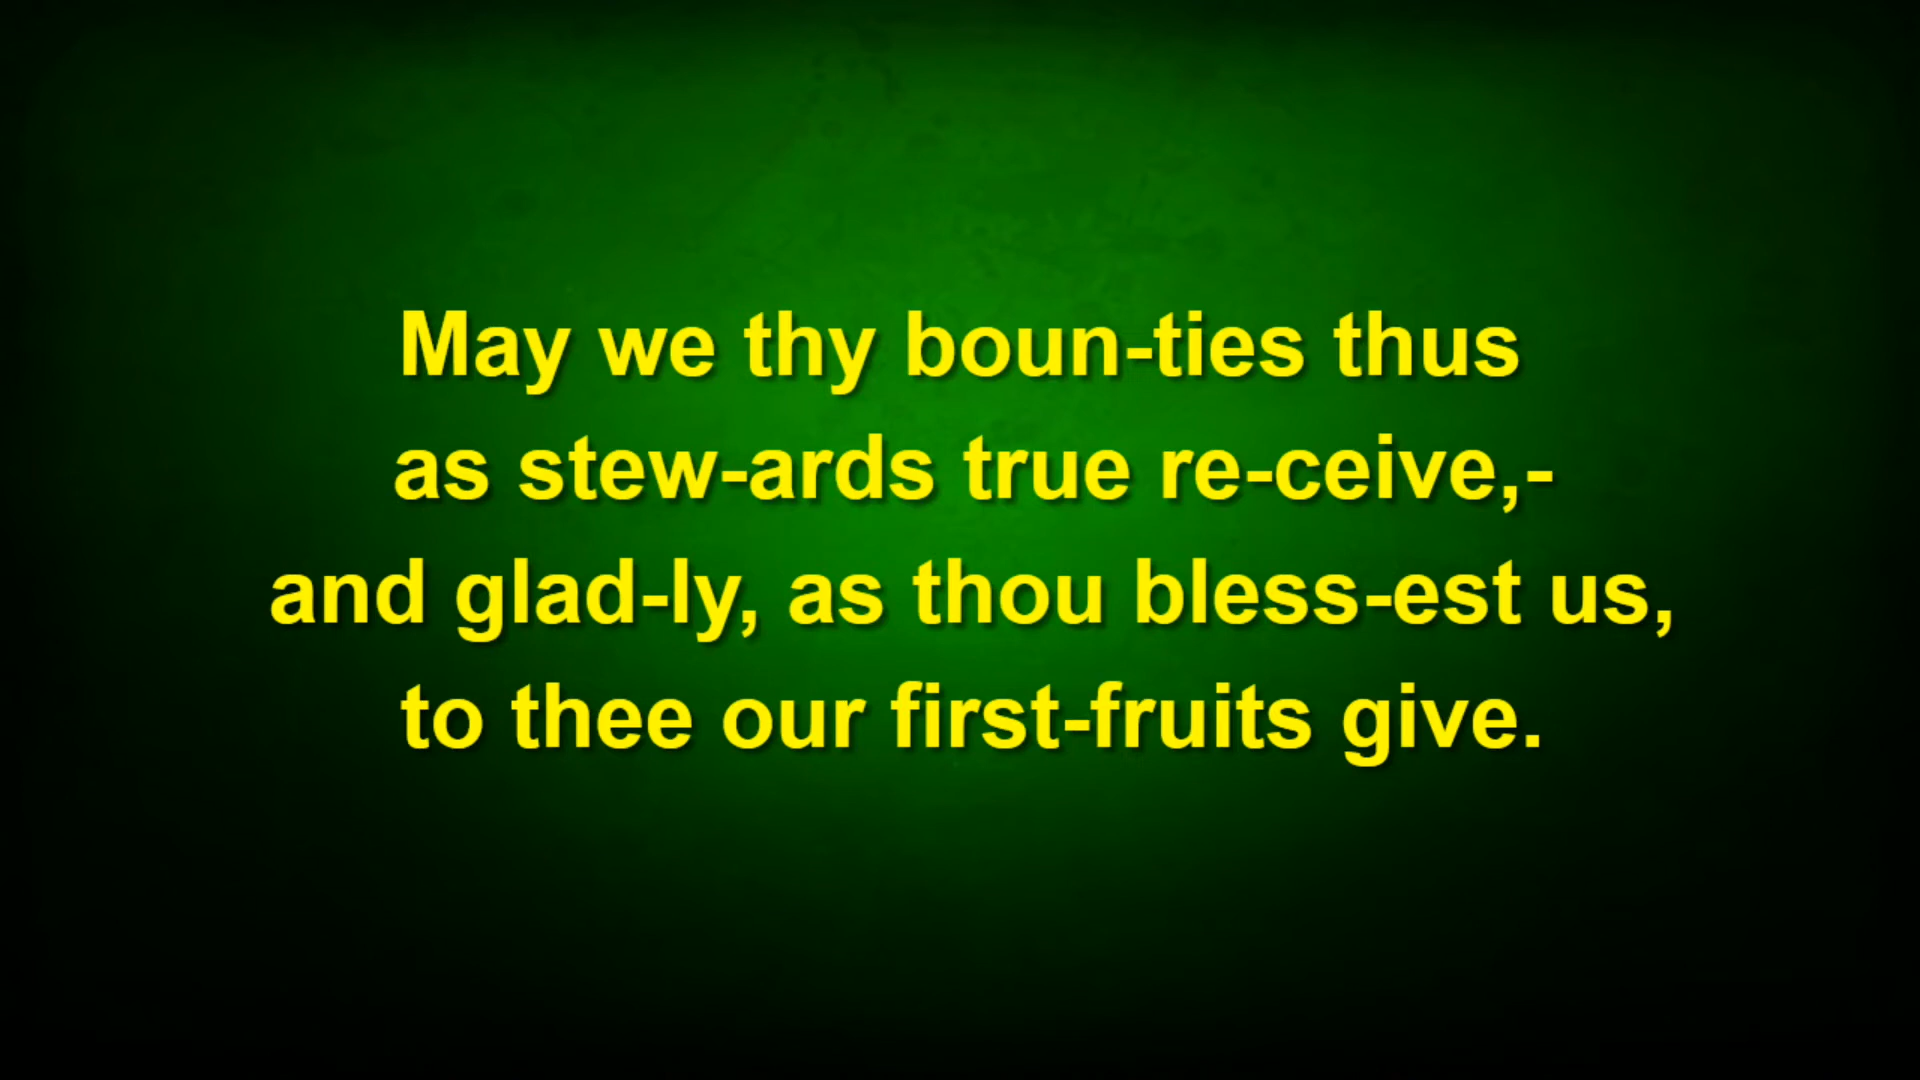 May we thy boun-ties thus
as stew-ards true re-ceive,-
and glad-ly, as thou bless-est us,
to thee our first-fruits give.